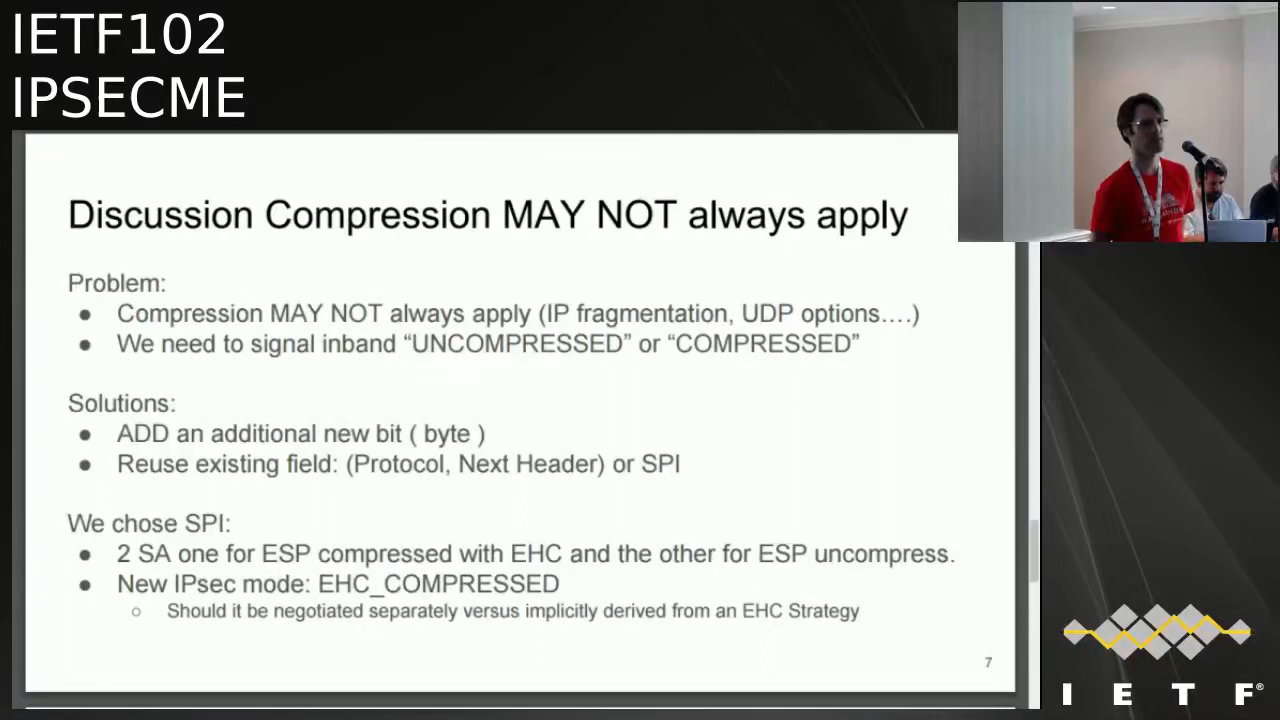 IETF102
IPSECME
Discussion Compression MAY NOT always apply
Problem:
● Compression MAY NOT always apply (IP fragmentation, UDP options….)
● We need to signal inband “UNCOMPRESSED” or “COMPRESSED”
Solutions:
● ADD an additional new bit ( byte )
● Reuse existing field: (Protocol, Next Header) or SPI
We chose SPI:
● 2 SA one for ESP compressed with EHC and the other for ESP uncompress.
● New IPsec mode: EHC_COMPRESSED
○ Should it be negotiated separately versus implicitly derived from an EHC Strategy
7
I E T F®